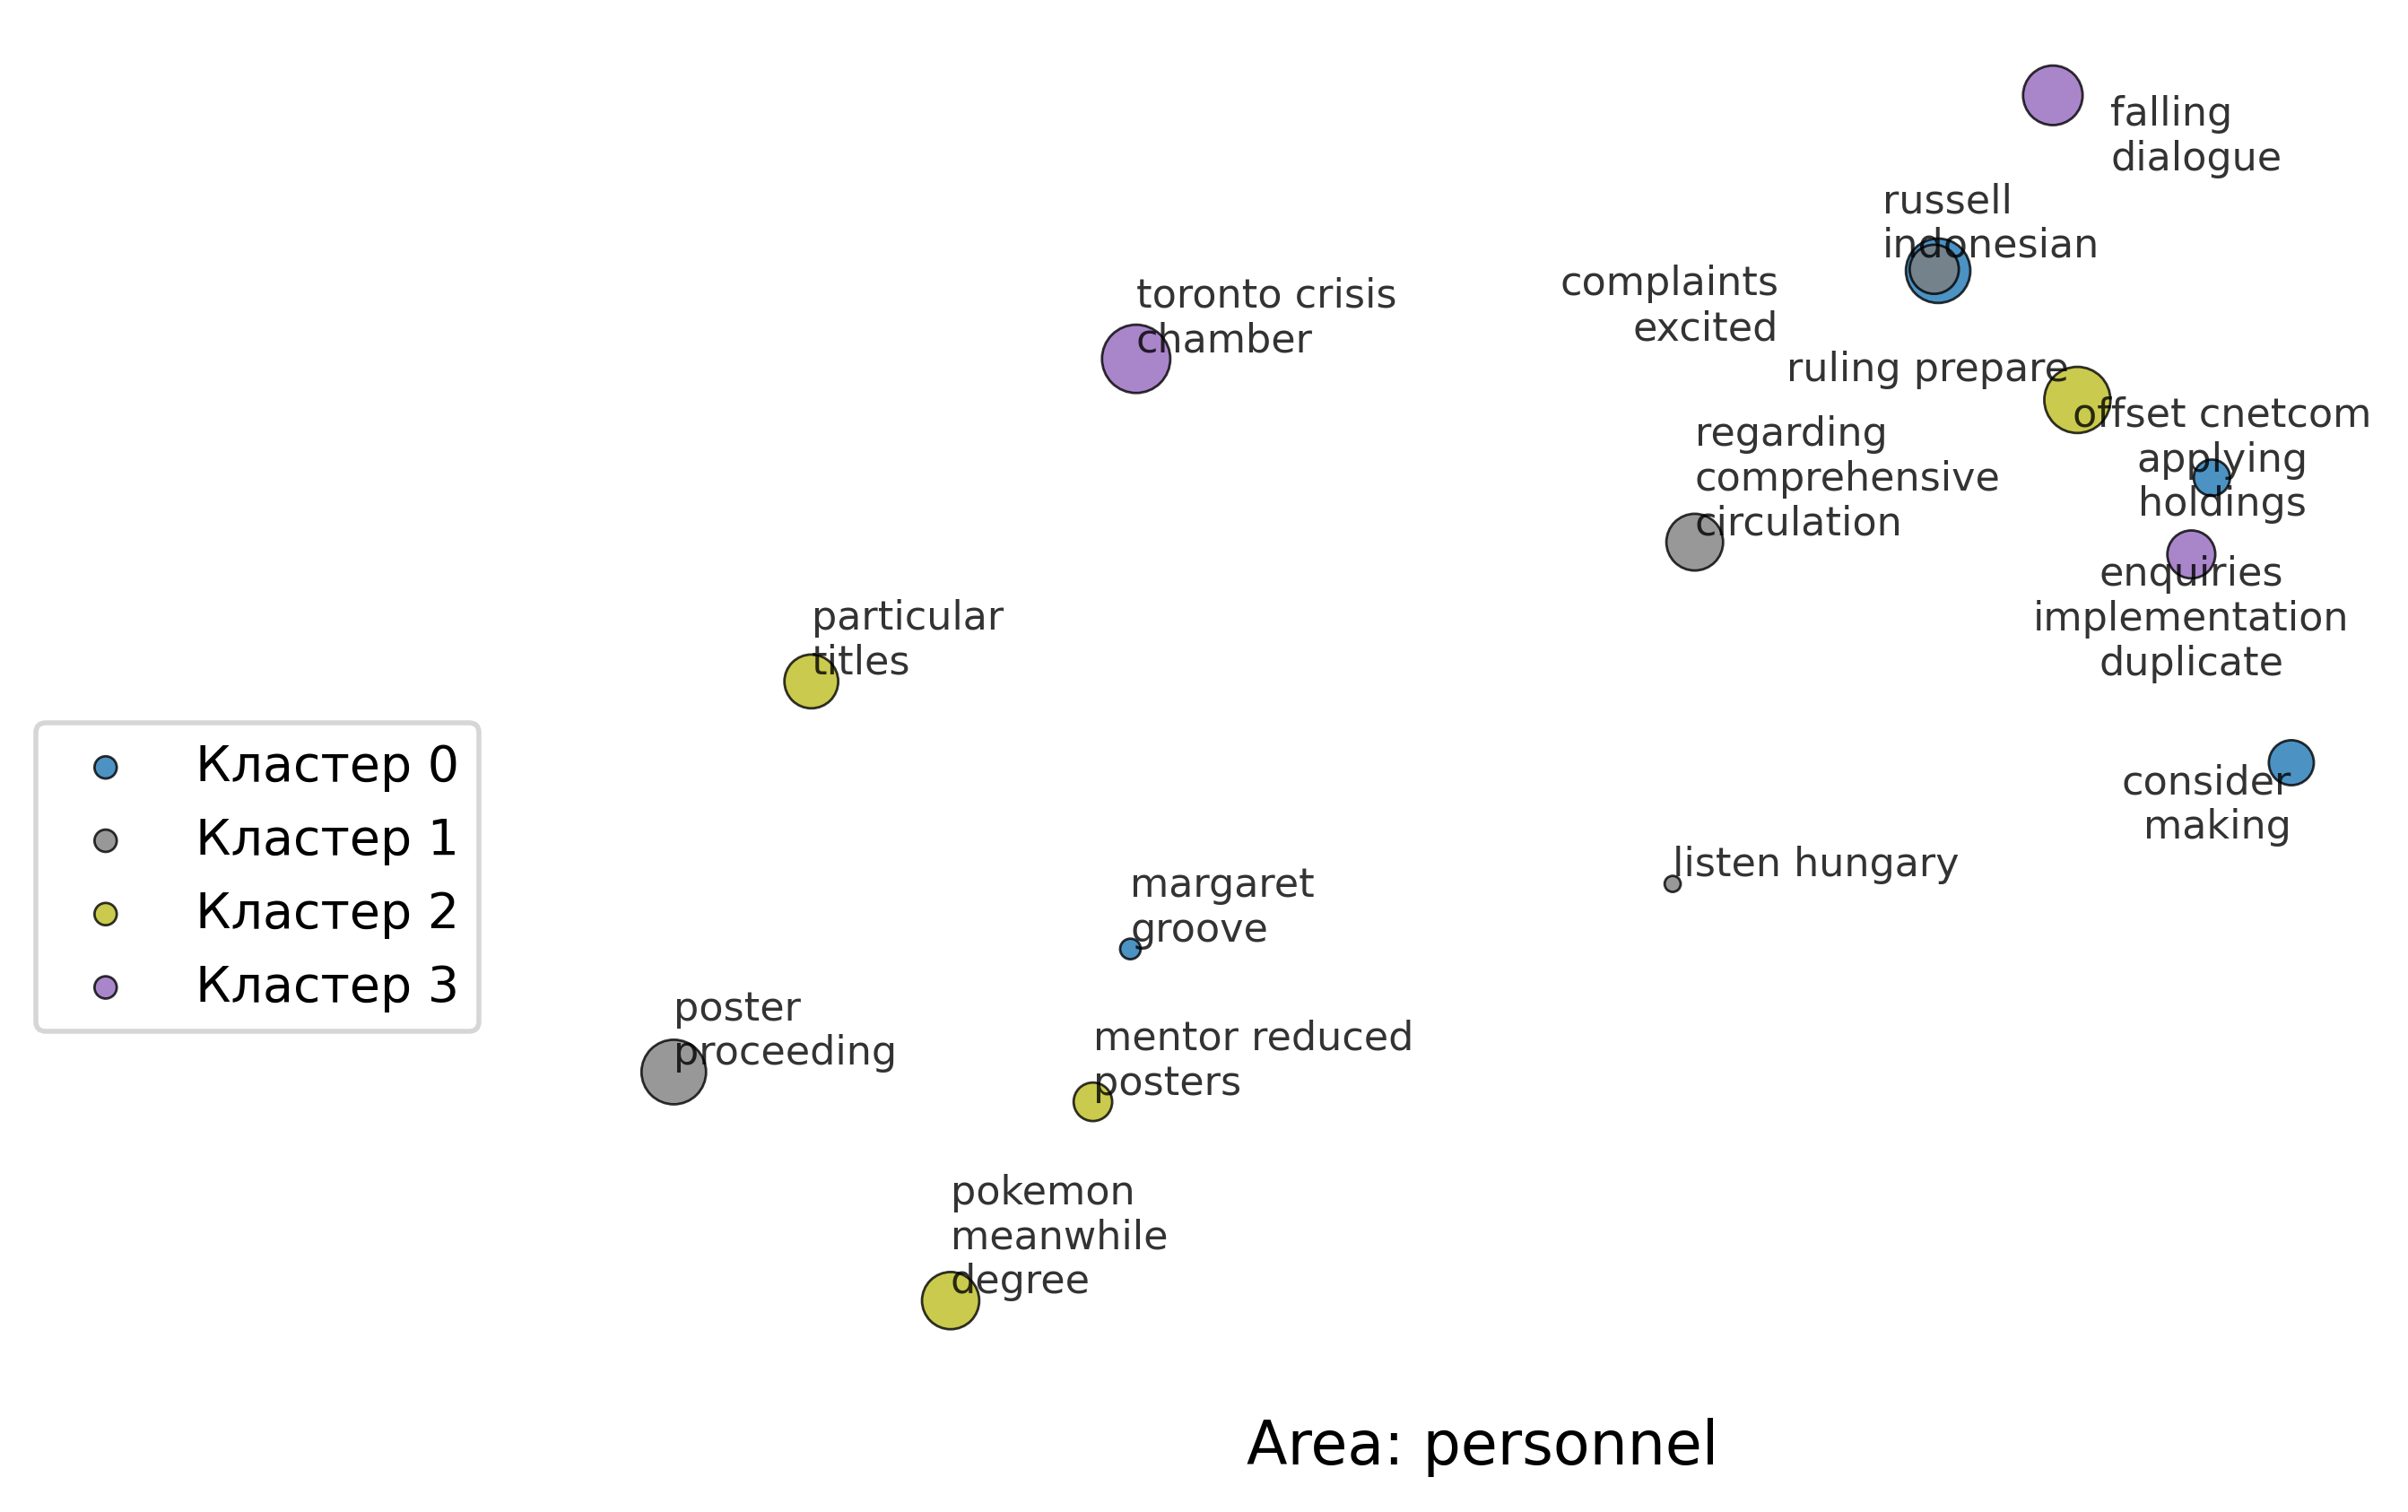 falling
dialogue
russell
indonesian
complaints
excited
toronto crisis
chamber
ruling prepare
offset cnetcom
applying
holdings
regarding
comprehensive
circulation
enquiries
implementation
duplicate
particular
titles
Кластер 0
Кластер 1
Кластер 2
Кластер 3
consider
making
listen hungary
margaret
groove
poster
proceeding
mentor reduced
posters
pokemon
meanwhile
degree
Area: personnel